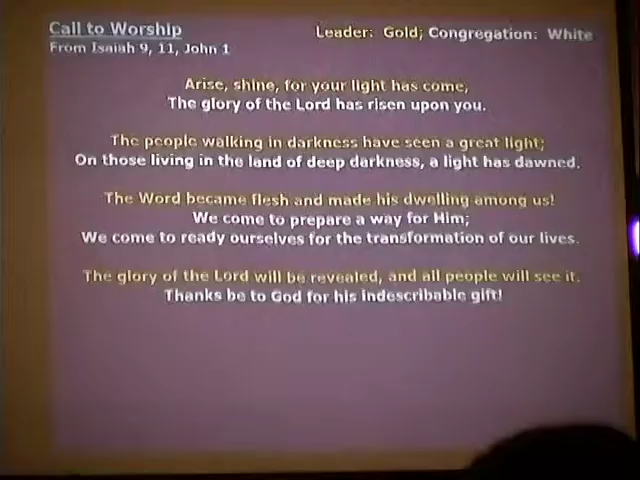 Call to Worship
Leader: Gold; Congregation: White
From Isaiah 9, 11, John 1
Arise, shine, for your light has come,
The glory of the Lord has risen upon you.
The people walking in darkness have seen a great light;
On those living in the land of deep darkness, a light has dawned.
The Word became flesh and made his dwelling among us!
We come to prepare a way for Him;
We come to ready ourselves for the transformation of our lives.
The glory of the Lord will be revealed, and all people will see it.
Thanks be to God for his indescribable gift!